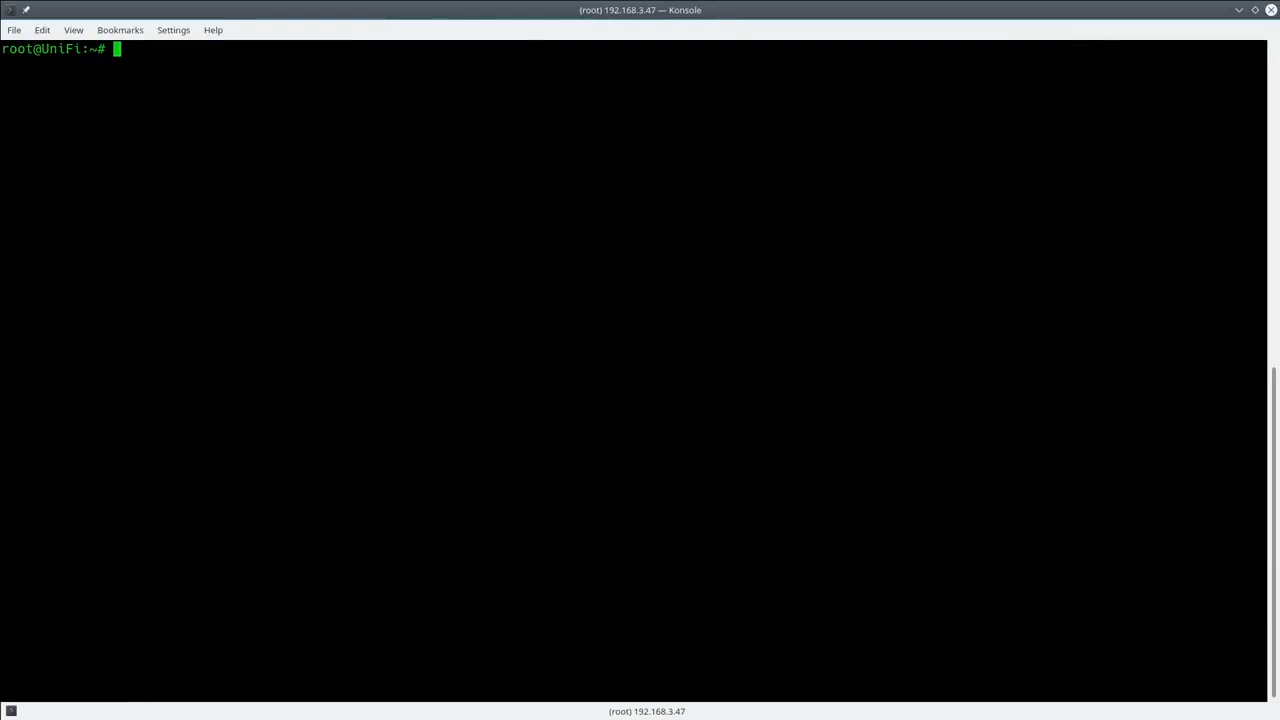 (root) 192.168.3.47 — Konsole
File Edit View Bookmarks Settings Help
root@UniFi:~#
(root) 192.168.3.47